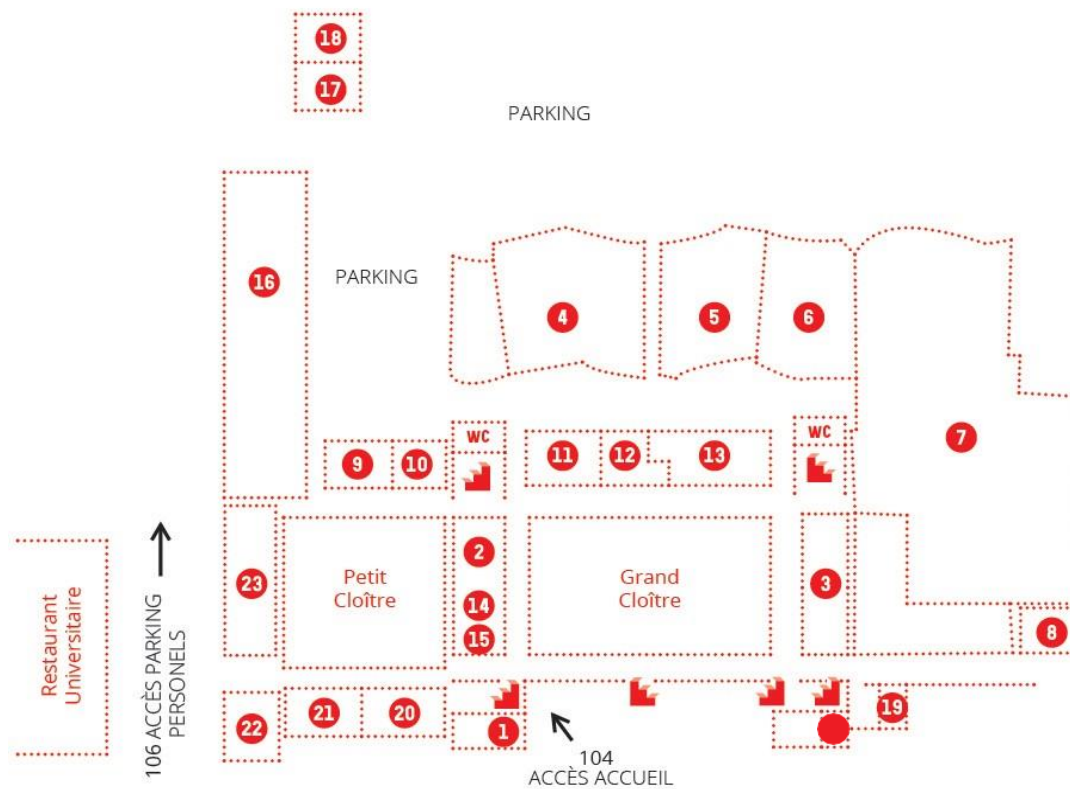 18
17
PARKING
16
PARKING
4
5
6
7
WC
WC
9
10
11
12
13
2
Petit
Cloître
Grand
Cloître
23
3
14
15
8
Restaurant
Universitaire
106 ACCÈS PARKING
PERSONELS
22
21
20
1
19
104
ACCÈS ACCUEIL